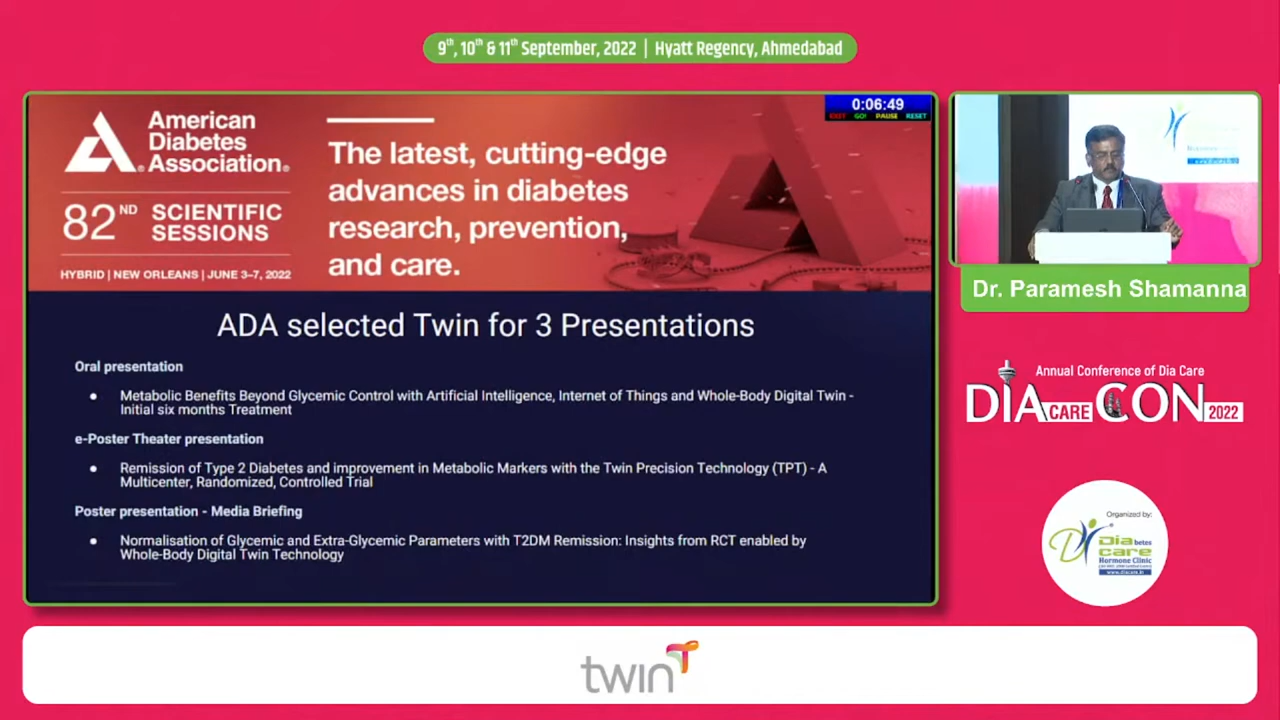 9th, 10th & 11th September, 2022 | Hyatt Regency, Ahmedabad
American
Diabetes
Association®
82ND SCIENTIFIC
SESSIONS
HYBRID | NEW ORLEANS | JUNE 3–7, 2022
The latest, cutting-edge
advances in diabetes
research, prevention,
and care.
0:06:49
EXIT GO! PAUSE RESET
ADA selected Twin for 3 Presentations
Oral presentation
● Metabolic Benefits Beyond Glycemic Control with Artificial Intelligence, Internet of Things and Whole-Body Digital Twin -
Initial six months Treatment
e-Poster Theater presentation
● Remission of Type 2 Diabetes and improvement in Metabolic Markers with the Twin Precision Technology (TPT) - A
Multicenter, Randomized, Controlled Trial
Poster presentation - Media Briefing
● Normalisation of Glycemic and Extra-Glycemic Parameters with T2DM Remission: Insights from RCT enabled by
Whole-Body Digital Twin Technology
Dr. Paramesh Shamanna
Annual Conference of Dia Care
DIA CARE CON 2022
Organized by:
Diabetes
care
Hormone Clinic
www.diacare.in
twin